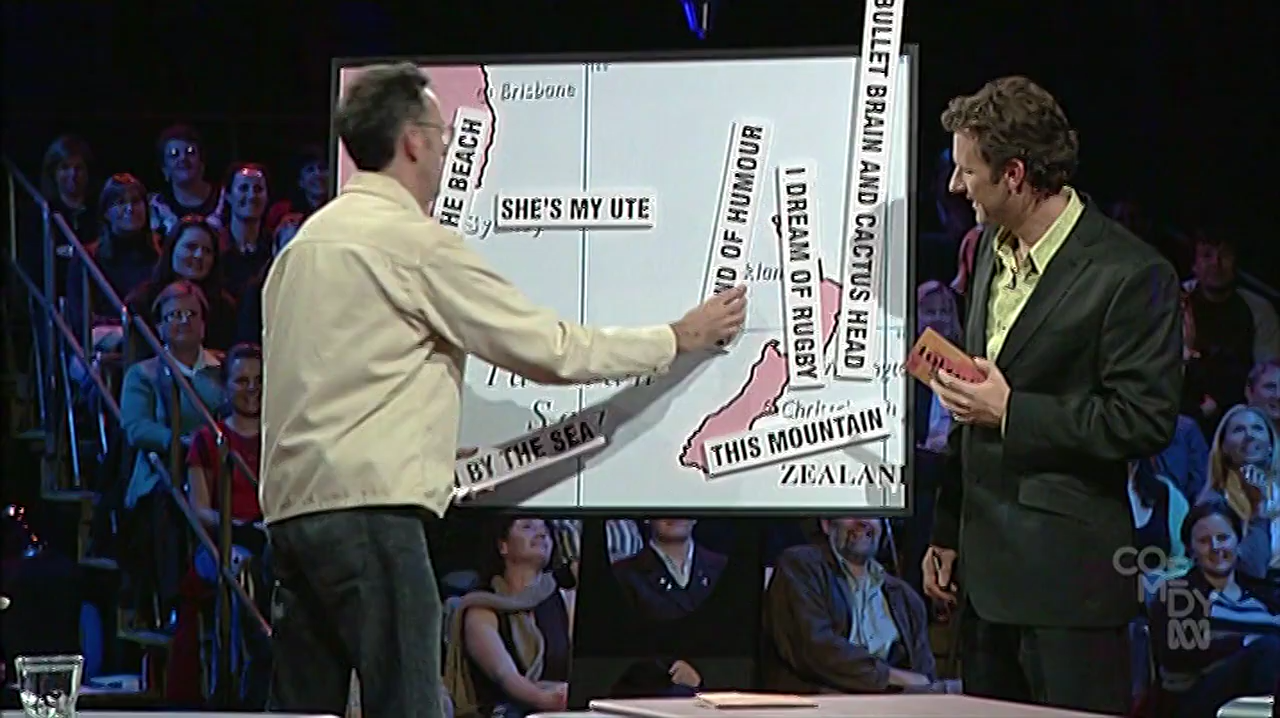 Brisbane
HE BEACH
SHE'S MY UTE
ND OF HUMOUR
I DREAM OF RUGBY
BULLET BRAIN AND CACTUS HEAD
BY THE SEA
THIS MOUNTAIN
ZEALAN
COMEDY